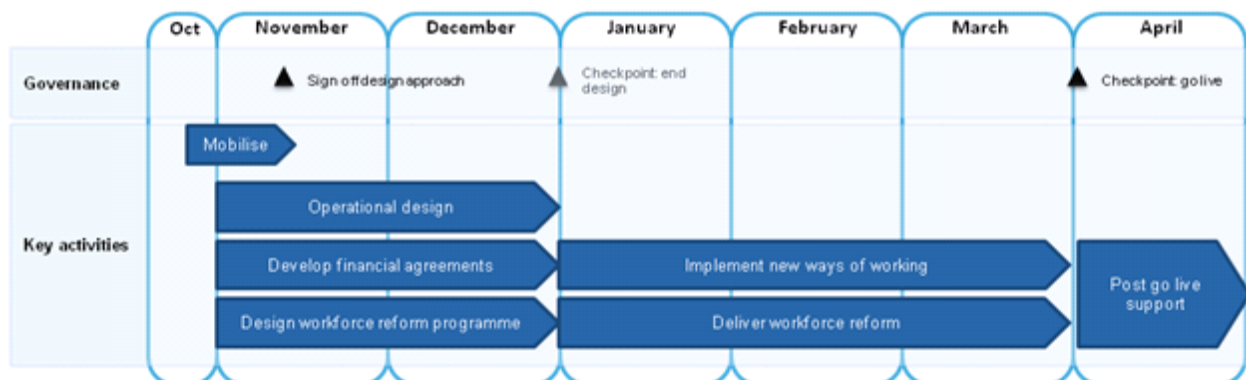 Oct November December January February March April
Governance
Sign off design approach
Checkpoint: end
design
Checkpoint: go live
Key activities
Mobilise
Operational design
Develop financial agreements
Implement new ways of working
Design workforce reform programme
Deliver workforce reform
Post go live
support